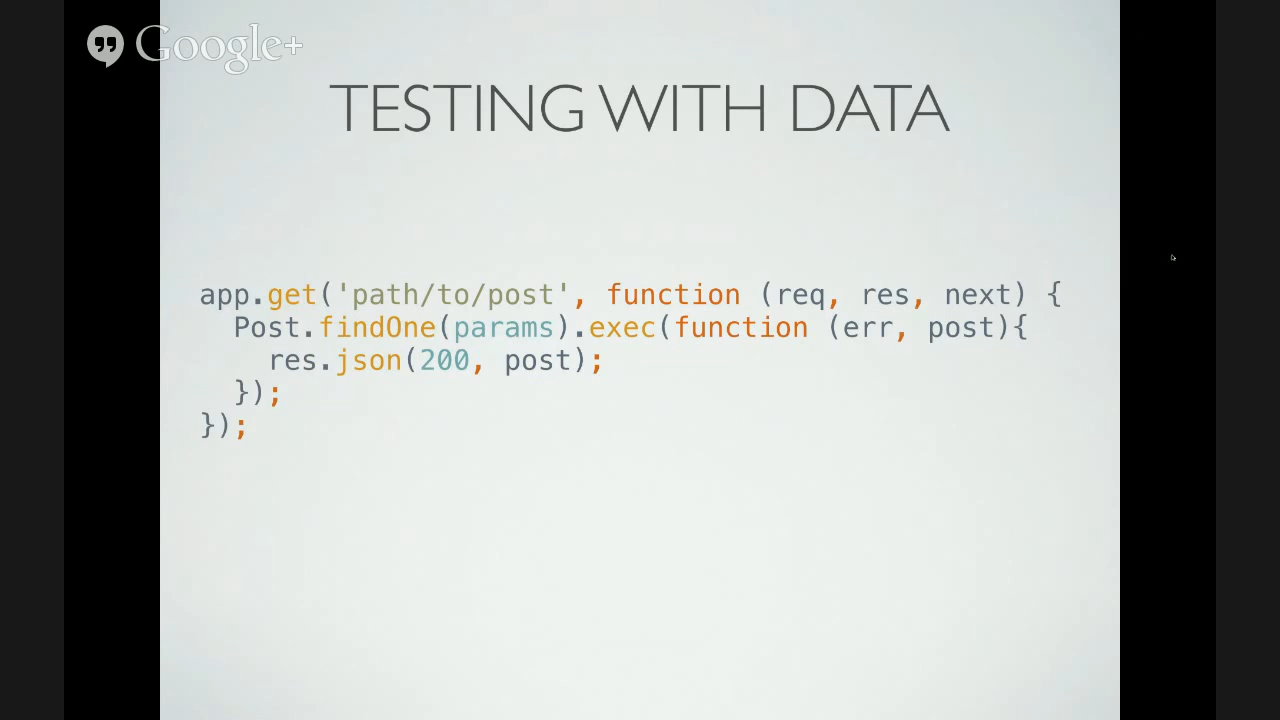 Google+
TESTING WITH DATA
app.get('path/to/post', function (req, res, next) {
  Post.findOne(params).exec(function (err, post){
    res.json(200, post);
  });
});